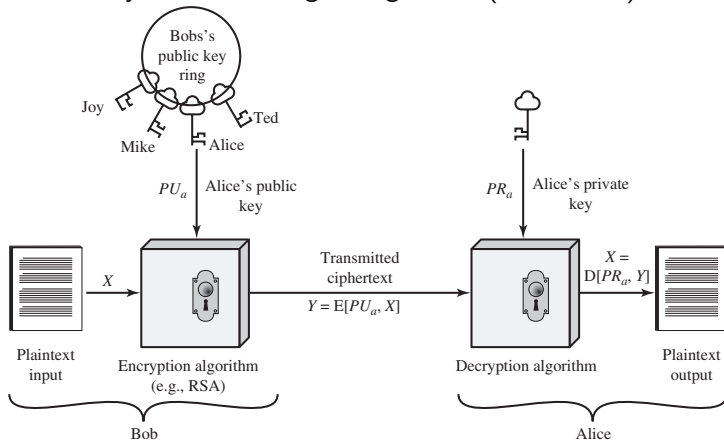 Bobs's
public key
ring
Joy
Ted
Mike
Alice
PUₐ
Alice's public
key
PRₐ
Alice's private
key
X
Transmitted
ciphertext
Y = E[PUₐ, X]
X =
D[PRₐ, Y]
Plaintext
input
Encryption algorithm
(e.g., RSA)
Decryption algorithm
Plaintext
output
Bob
Alice